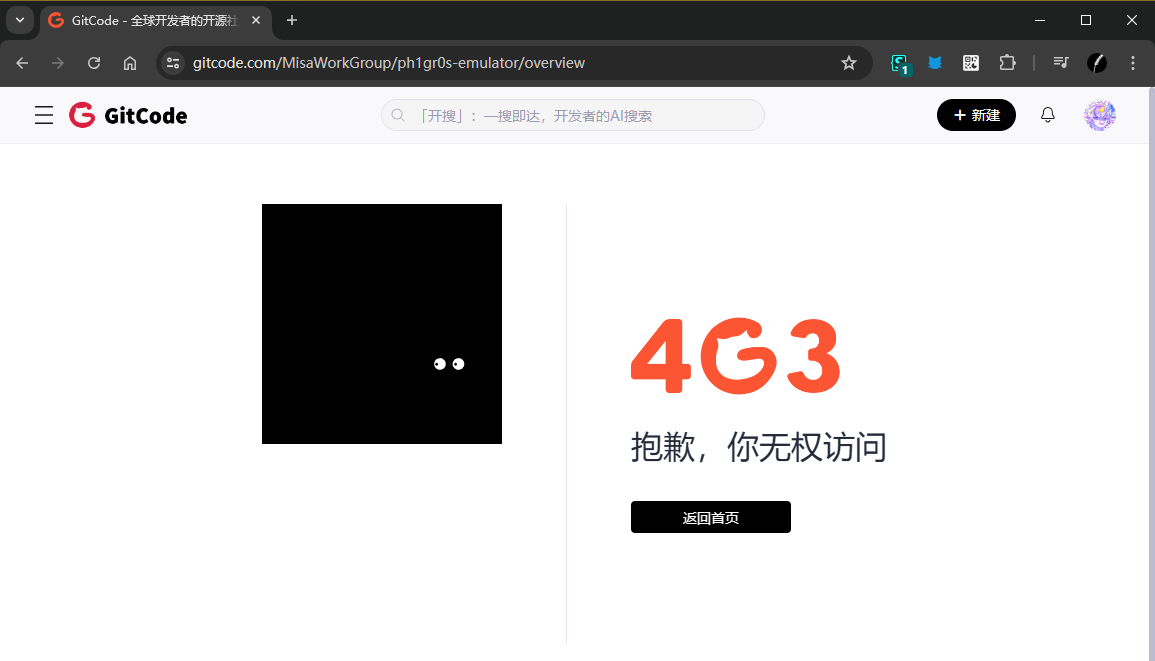 GitCode - 全球开发者的开源社
gitcode.com/MisaWorkGroup/ph1gr0s-emulator/overview
1
GitCode
「开搜」：一搜即达，开发者的AI搜索
+ 新建
4G3
抱歉，你无权访问
返回首页